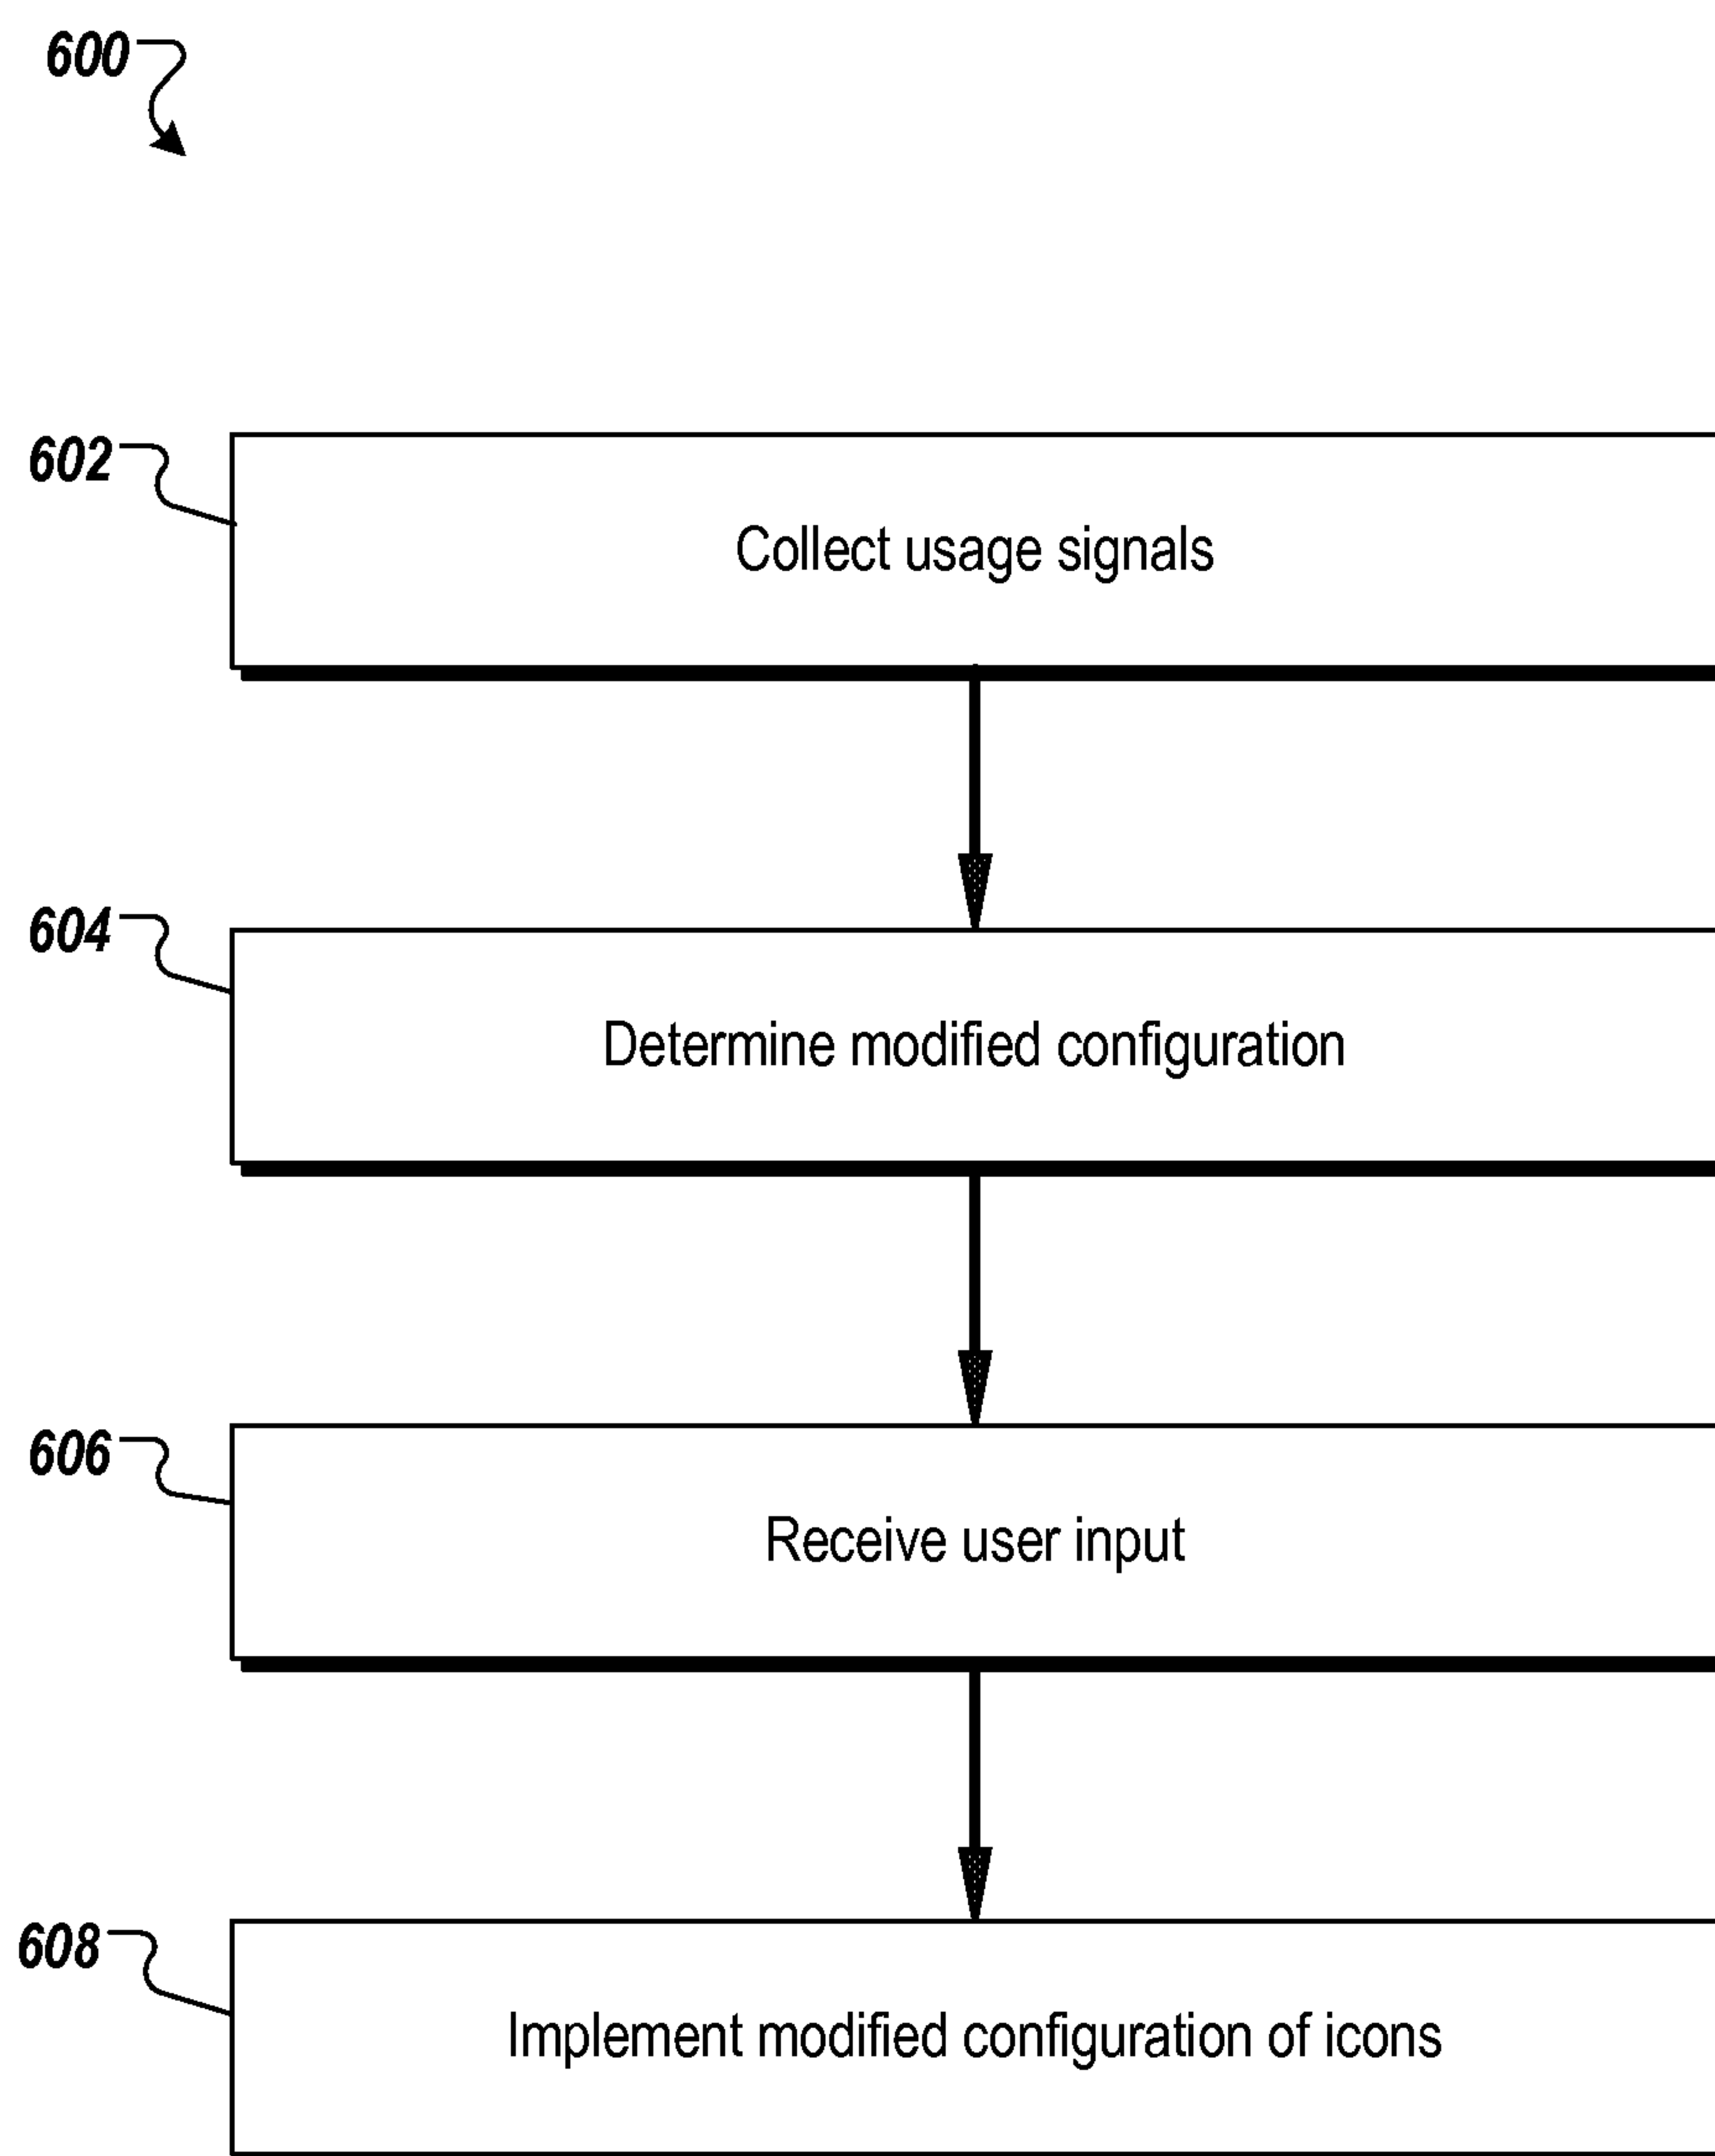 600
602
Collect usage signals
604
Determine modified configuration
606
Receive user input
608
Implement modified configuration of icons